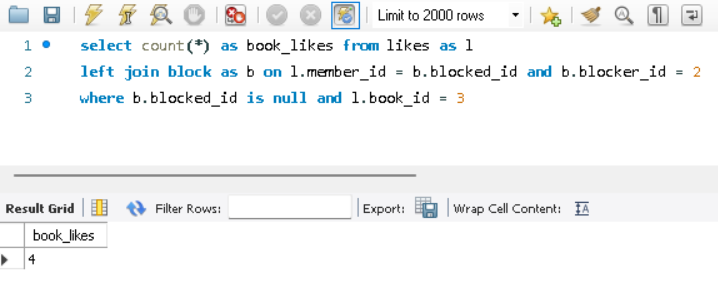 Limit to 2000 rows
1 select count(*) as book_likes from likes as l
2 left join block as b on l.member_id = b.blocked_id and b.blocker_id = 2
3 where b.blocked_id is null and l.book_id = 3
Result Grid Filter Rows: Export: Wrap Cell Content: IA
book_likes
4